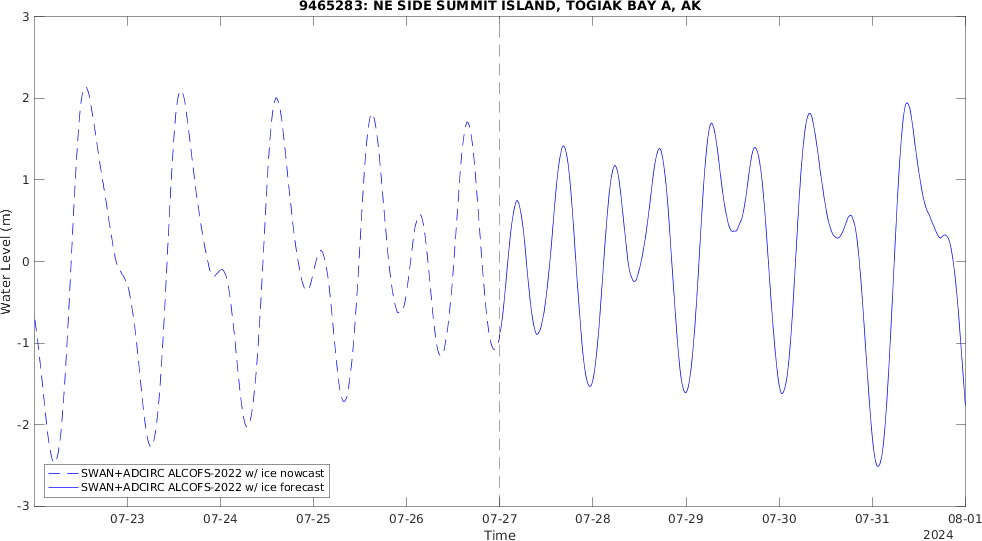 9465283: NE SIDE SUMMIT ISLAND, TOGIAK BAY A, AK
Water Level (m)
3
2
1
0
-1
-2
-3
SWAN+ADCIRC ALCOFS-2022 w/ ice nowcast
SWAN+ADCIRC ALCOFS-2022 w/ ice forecast
07-23 07-24 07-25 07-26 07-27 07-28 07-29 07-30 07-31 08-01
Time
2024